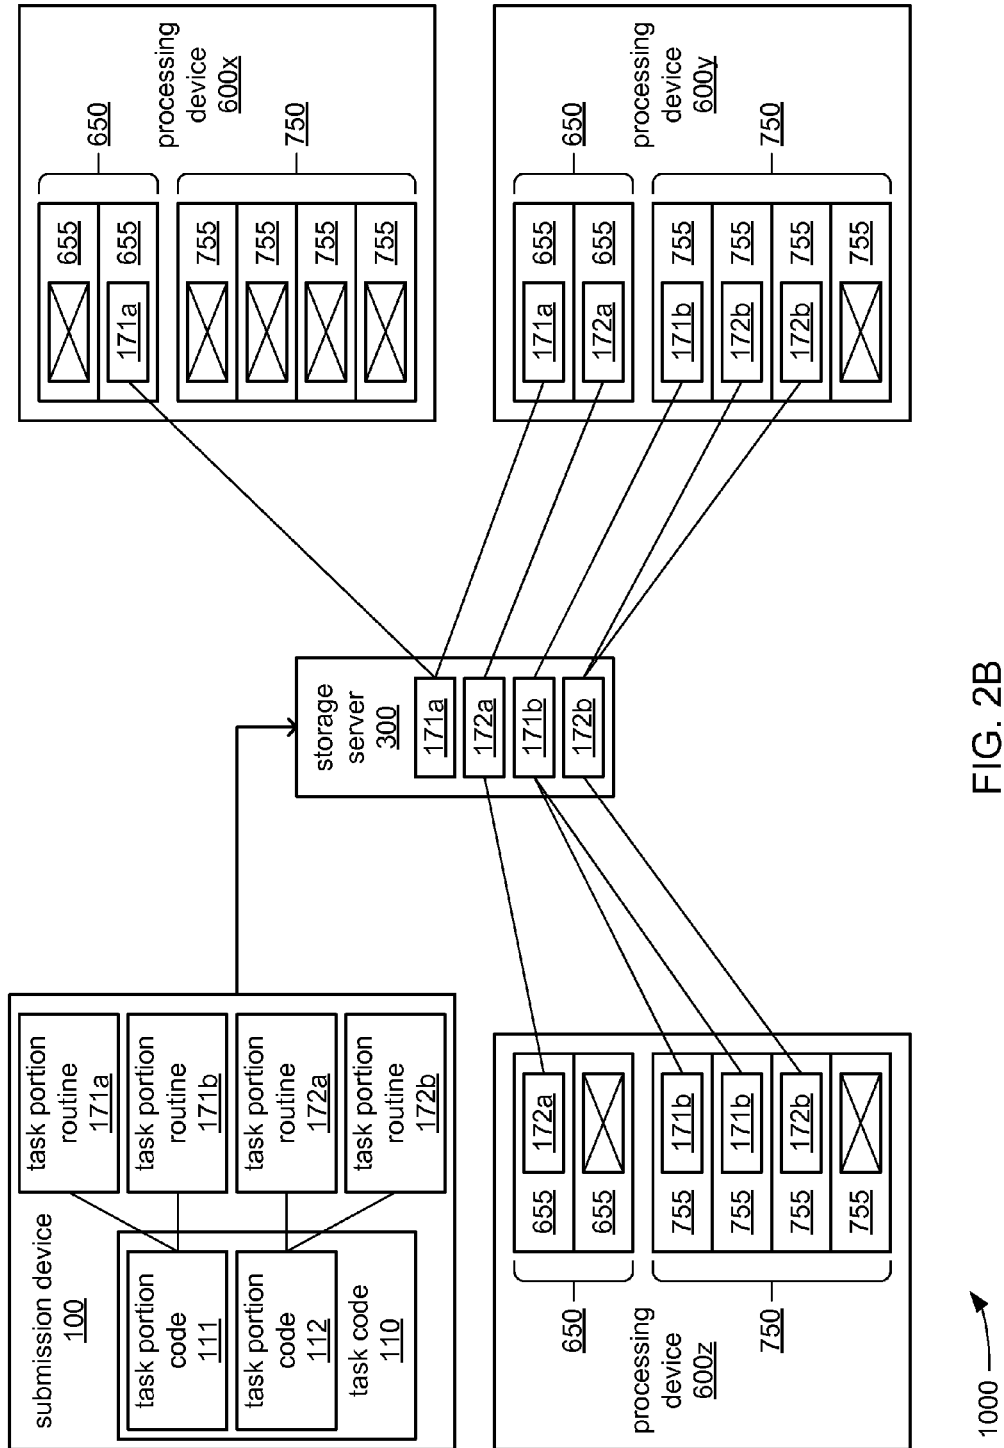 submission device
100
task portion
code
111
task portion
code
112
task code
110
task portion
routine
171a
task portion
routine
171b
task portion
routine
172a
task portion
routine
172b
storage
server
300
171a
172a
171b
172b
processing
device
600x
650
655
655
171a
750
755
755
755
755
processing
device
600y
650
171a
655
172a
655
750
171b
755
172b
755
172b
755
755
processing
device
600z
650
655
172a
655
750
755
171b
755
171b
755
172b
755
1000
FIG. 2B